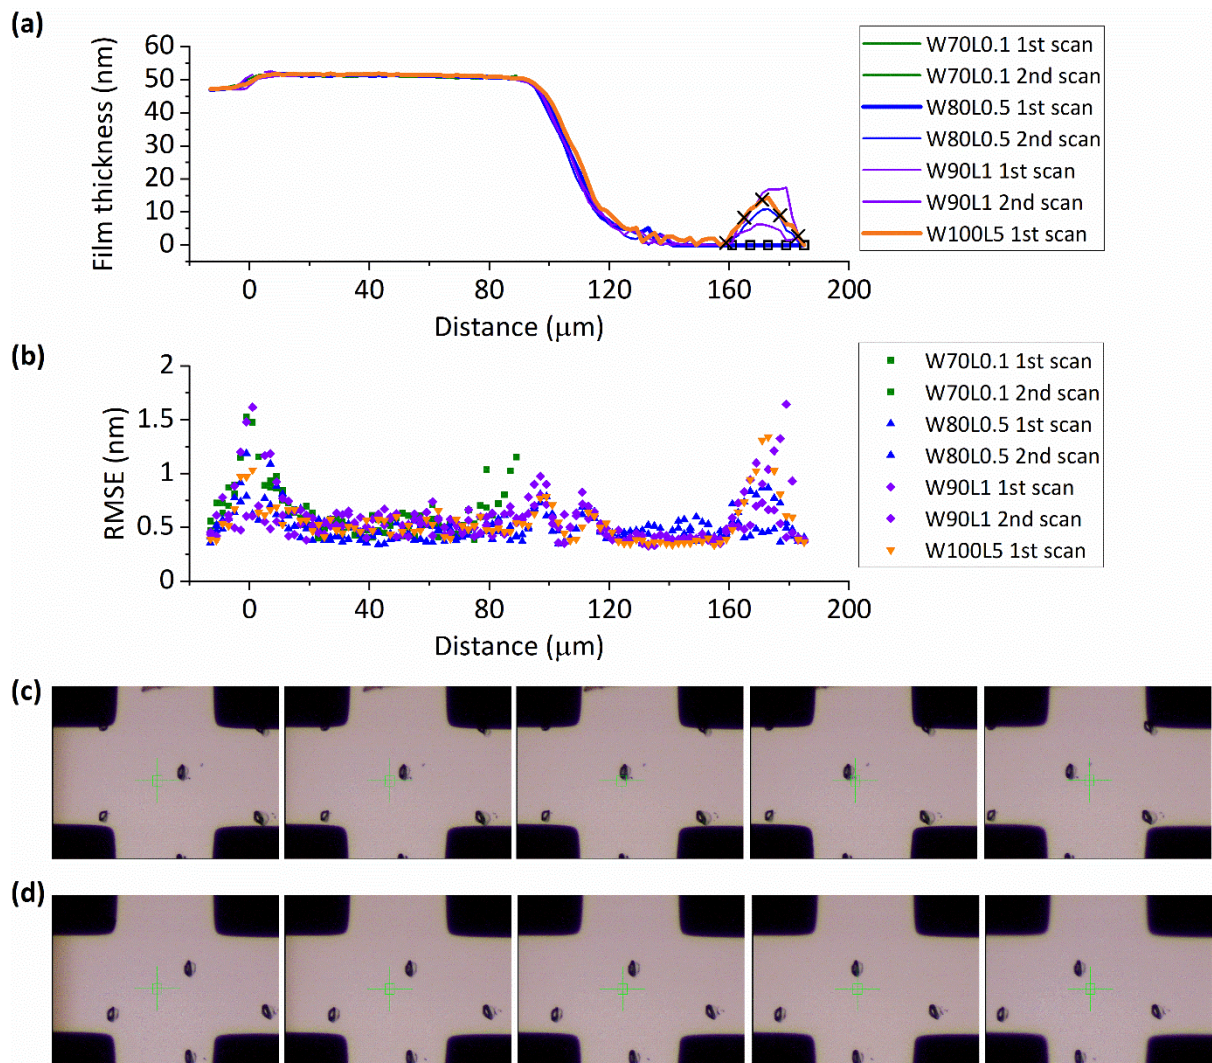 (a)
60
50
40
30
20
10
0
Film thickness (nm)
0 40 80 120 160 200
Distance (μm)
W70L0.1 1st scan
W70L0.1 2nd scan
W80L0.5 1st scan
W80L0.5 2nd scan
W90L1 1st scan
W90L1 2nd scan
W100L5 1st scan
(b)
2
1.5
1
0.5
0
RMSE (nm)
0 40 80 120 160 200
Distance (μm)
W70L0.1 1st scan
W70L0.1 2nd scan
W80L0.5 1st scan
W80L0.5 2nd scan
W90L1 1st scan
W90L1 2nd scan
W100L5 1st scan
(c)
(d)